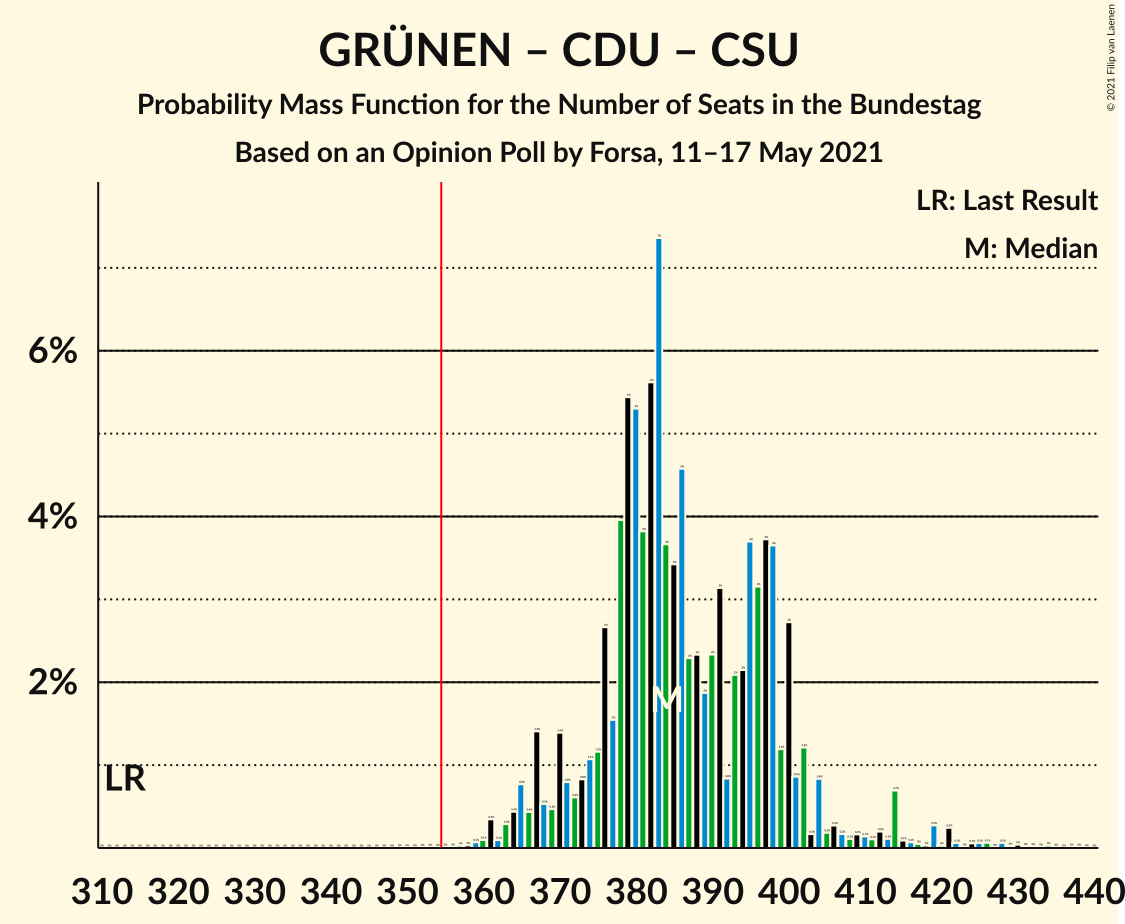 GRÜNEN – CDU – CSU
Probability Mass Function for the Number of Seats in the Bundestag
Based on an Opinion Poll by Forsa, 11–17 May 2021
© 2021 Filip van Laenen
LR: Last Result
M: Median
6%
4%
2%
M
LR
310 320 330 340 350 360 370 380 390 400 410 420 430 440